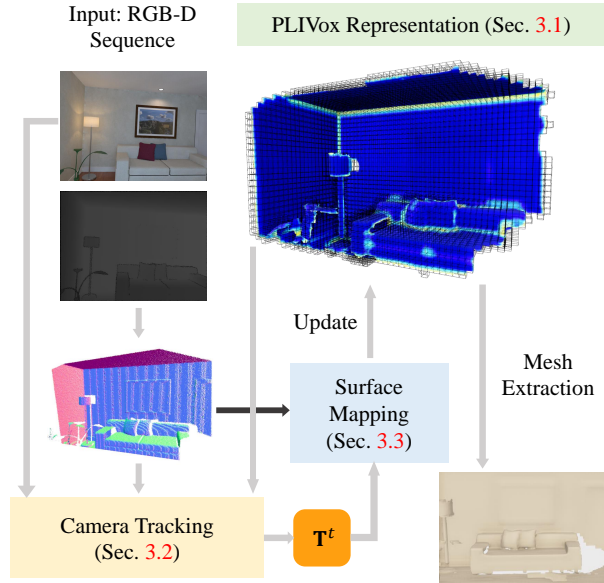 Input: RGB-D
Sequence
PLIVox Representation (Sec. 3.1)
Update
Surface
Mapping
(Sec. 3.3)
Mesh
Extraction
Camera Tracking
(Sec. 3.2)
𝐓ᵗ